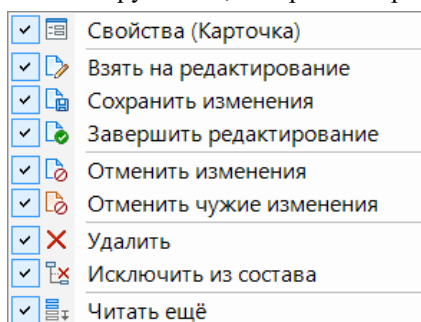 Свойства (Карточка)
Взять на редактирование
Сохранить изменения
Завершить редактирование
Отменить изменения
Отменить чужие изменения
Удалить
Исключить из состава
Читать ещё